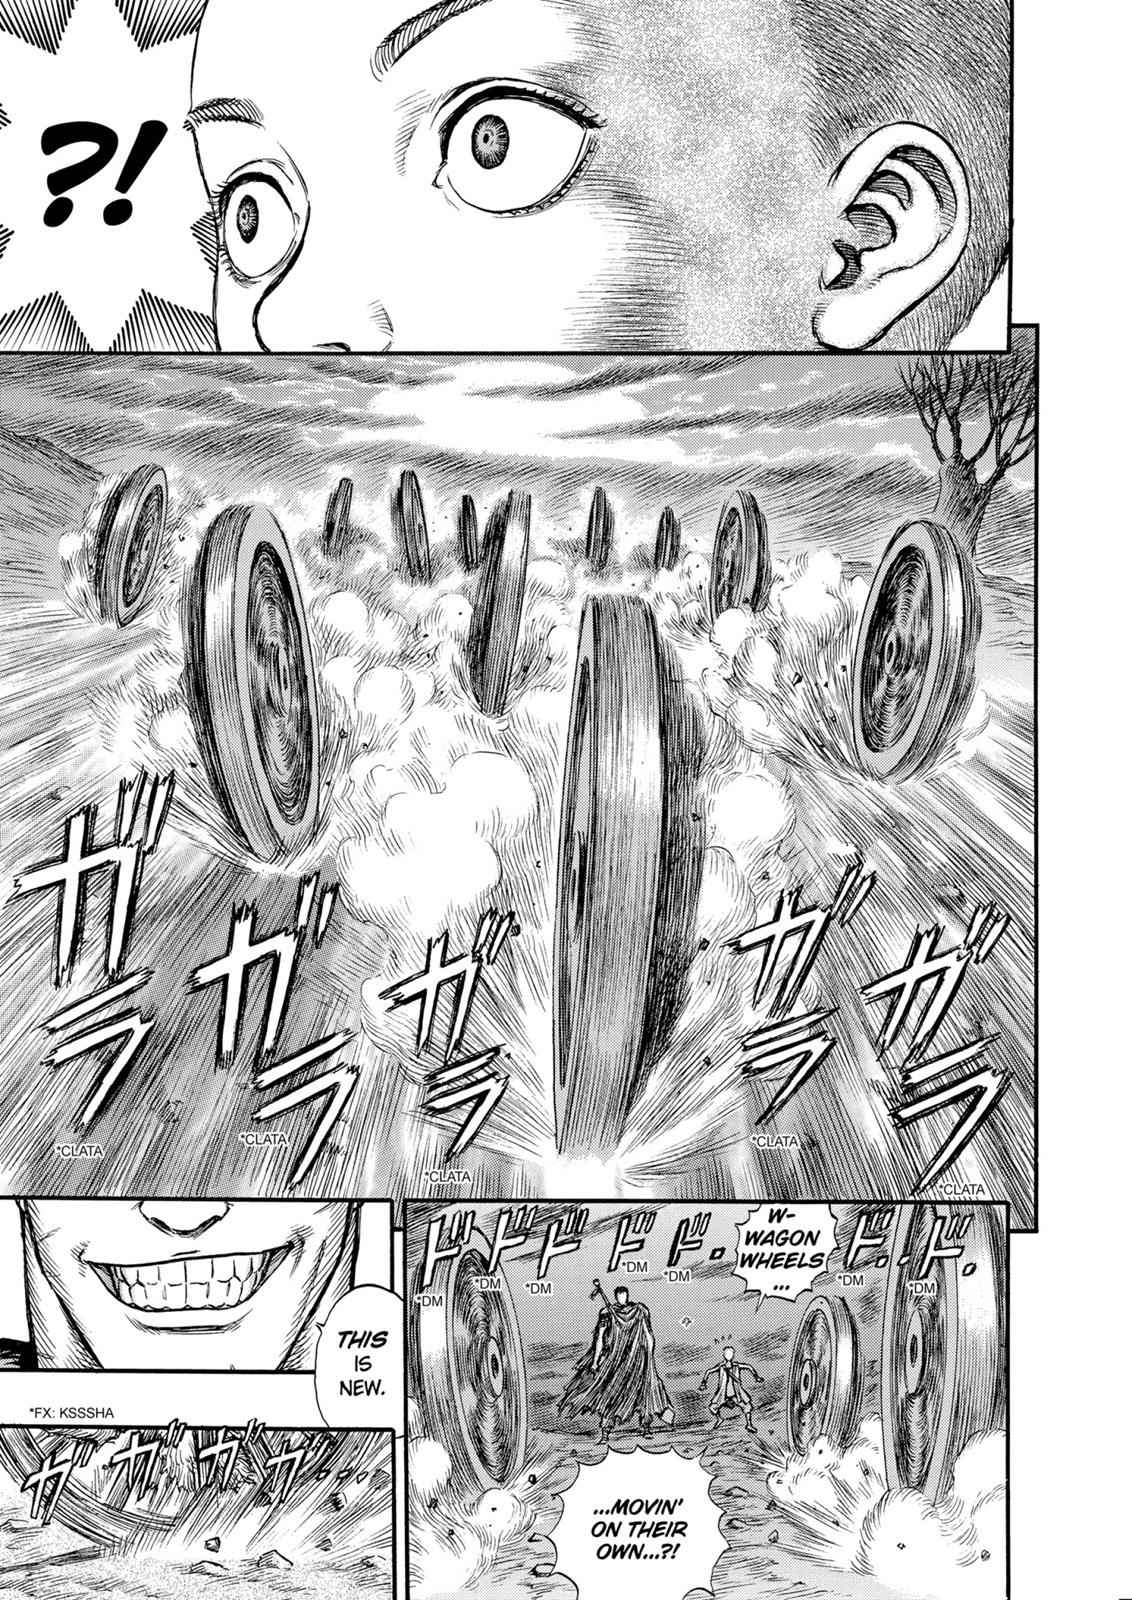 ?!
ガラ
ガラ
ガラ
ガラ
ガラ
*CLATA
*CLATA
*CLATA
*CLATA
*CLATA
W-
WAGON
WHEELS
...
ドドドドドドド
*DM
*DM
*DM
*DM
*DM
*DM
*DM
...MOVIN'
ON THEIR
OWN...?!
THIS
IS
NEW.
*FX: KSSSHA
ガガガガ